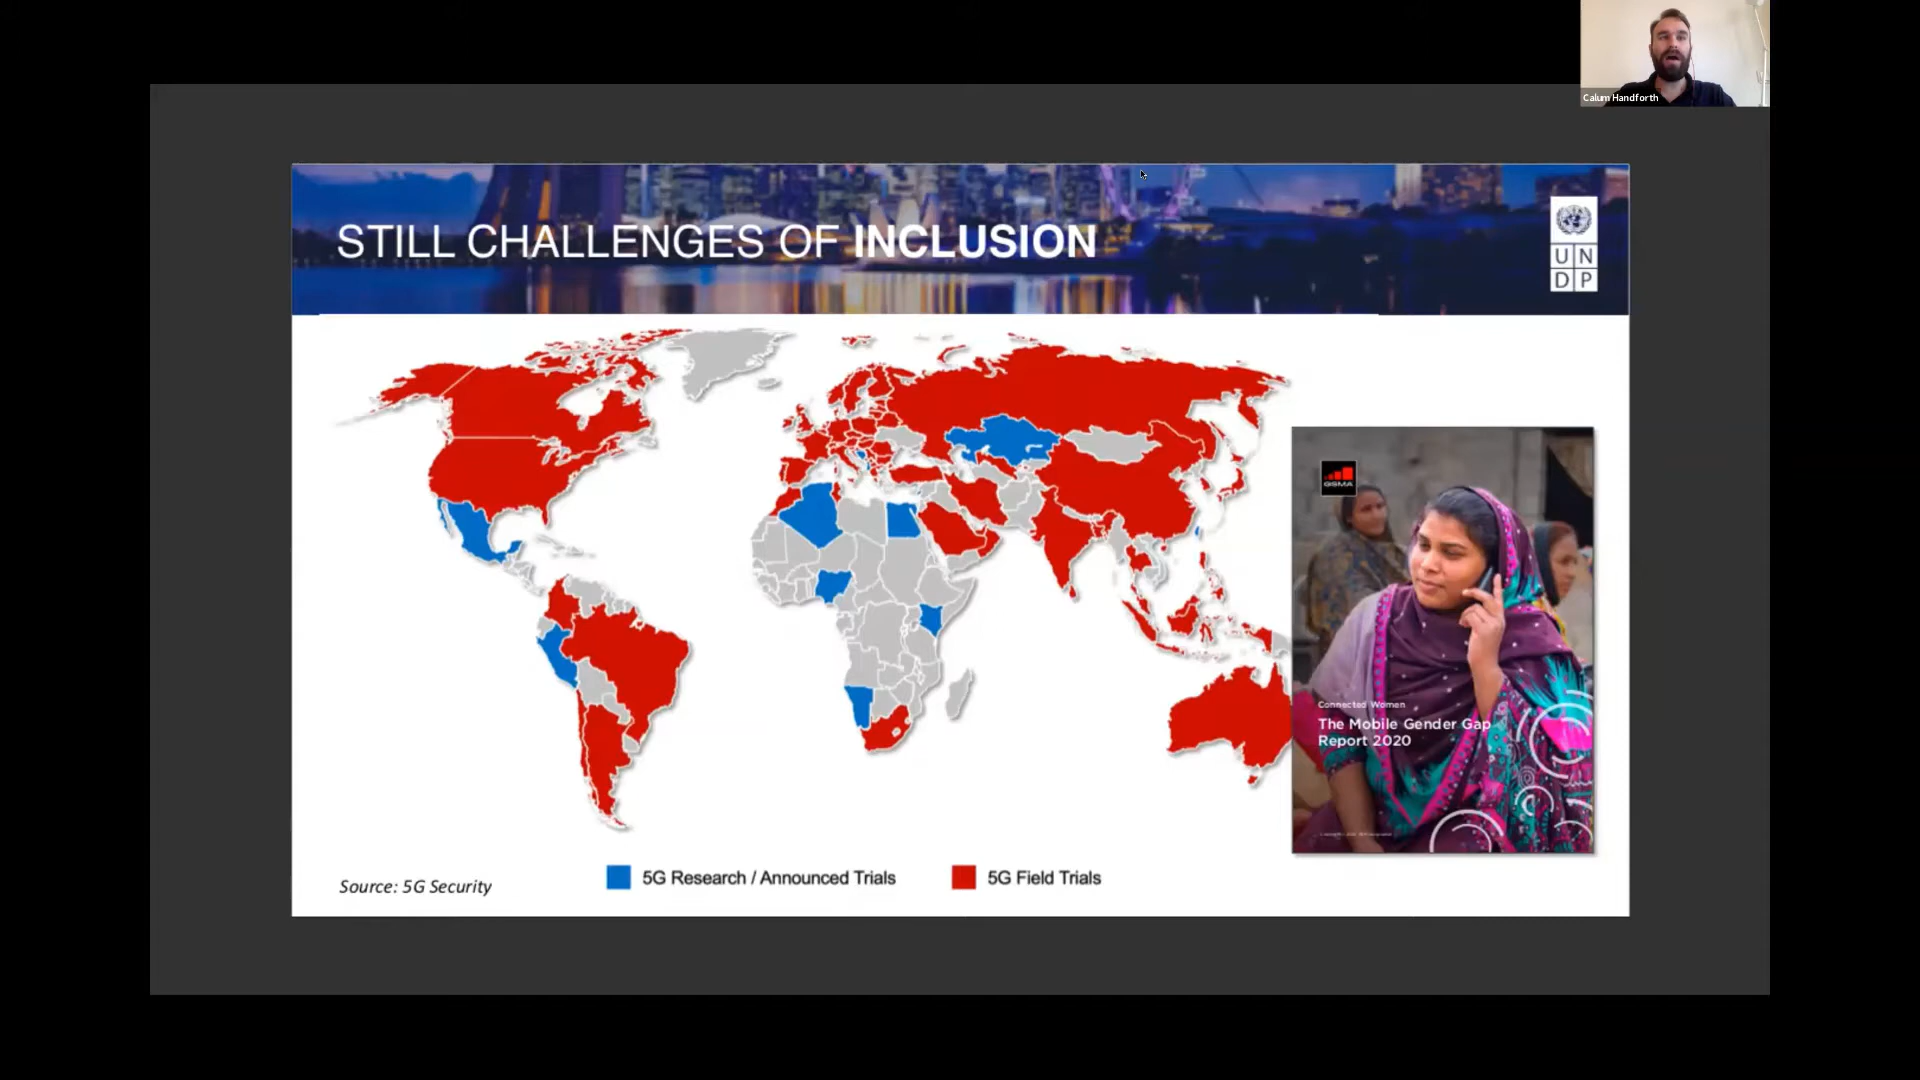 Calum Handforth
STILL CHALLENGES OF INCLUSION
U N
D P
GSMA
Connected Women
The Mobile Gender Gap
Report 2020
5G Research / Announced Trials
5G Field Trials
Source: 5G Security